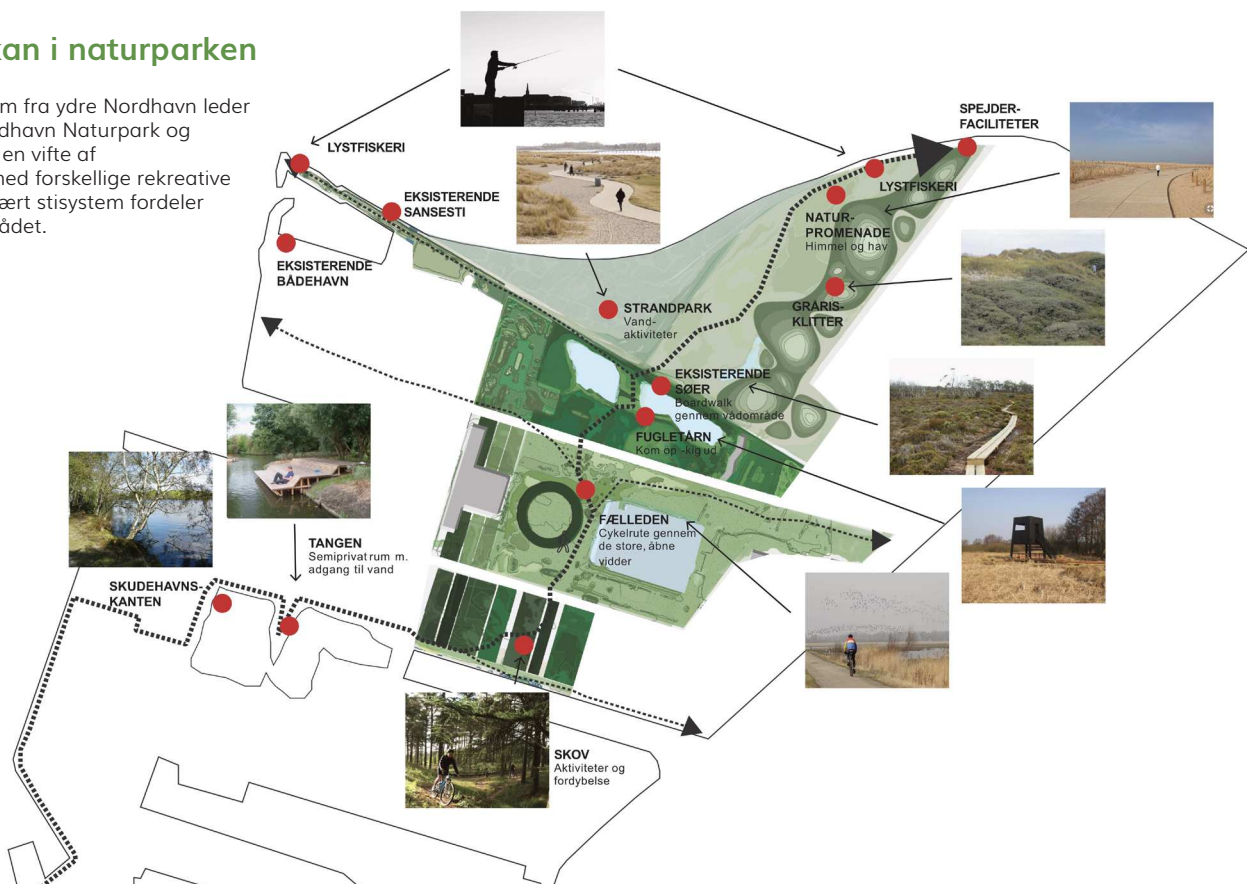 kan i naturparken
m fra ydre Nordhavn leder
dhavn Naturpark og
en vifte af
ned forskellige rekreative
ært stisystem fordeler
ådet.
LYSTFISKERI
EKSISTERENDE
SANSESTI
EKSISTERENDE
BÅDEHAVN
SPEJDER-
FACILITETER
LYSTFISKERI
NATUR-
PROMENADE
Himmel og hav
GRÅRIS-
KLITTER
STRANDPARK
Vand-
aktiviteter
EKSISTERENDE
SØER
Boardwalk
gennem vådområde
FUGLETÅRN
Kom op -kig ud
FÆLLEDEN
Cykelrute gennem
de store, åbne
vidder
TANGEN
Semiprivat rum m.
adgang til vand
SKUDEHAVNS-
KANTEN
SKOV
Aktiviteter og
fordybelse